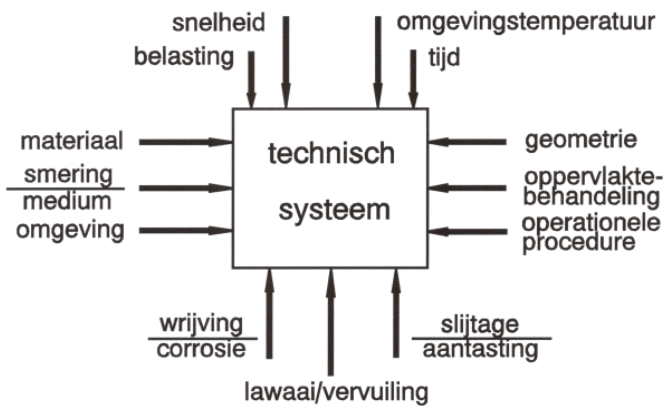 snelheid
omgevingstemperatuur
belasting
tijd
materiaal
smering
medium
omgeving
technisch
systeem
geometrie
oppervlakte-
behandeling
operationele
procedure
wrijving
corrosie
slijtage
aantasting
lawaai/vervuiling